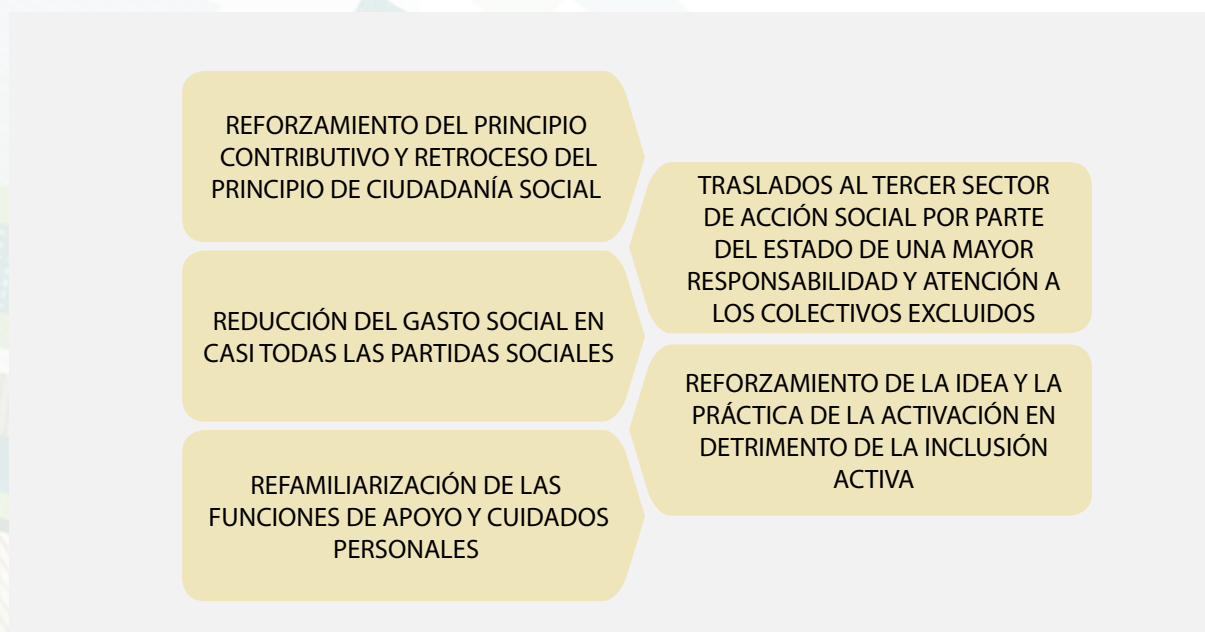 REFORZAMIENTO DEL PRINCIPIO
CONTRIBUTIVO Y RETROCESO DEL
PRINCIPIO DE CIUDADANÍA SOCIAL
TRASLADOS AL TERCER SECTOR
DE ACCIÓN SOCIAL POR PARTE
DEL ESTADO DE UNA MAYOR
RESPONSABILIDAD Y ATENCIÓN A
LOS COLECTIVOS EXCLUIDOS
REDUCCIÓN DEL GASTO SOCIAL EN
CASI TODAS LAS PARTIDAS SOCIALES
REFORZAMIENTO DE LA IDEA Y LA
PRÁCTICA DE LA ACTIVACIÓN EN
DETRIMENTO DE LA INCLUSIÓN
ACTIVA
REFAMILIARIZACIÓN DE LAS
FUNCIONES DE APOYO Y CUIDADOS
PERSONALES